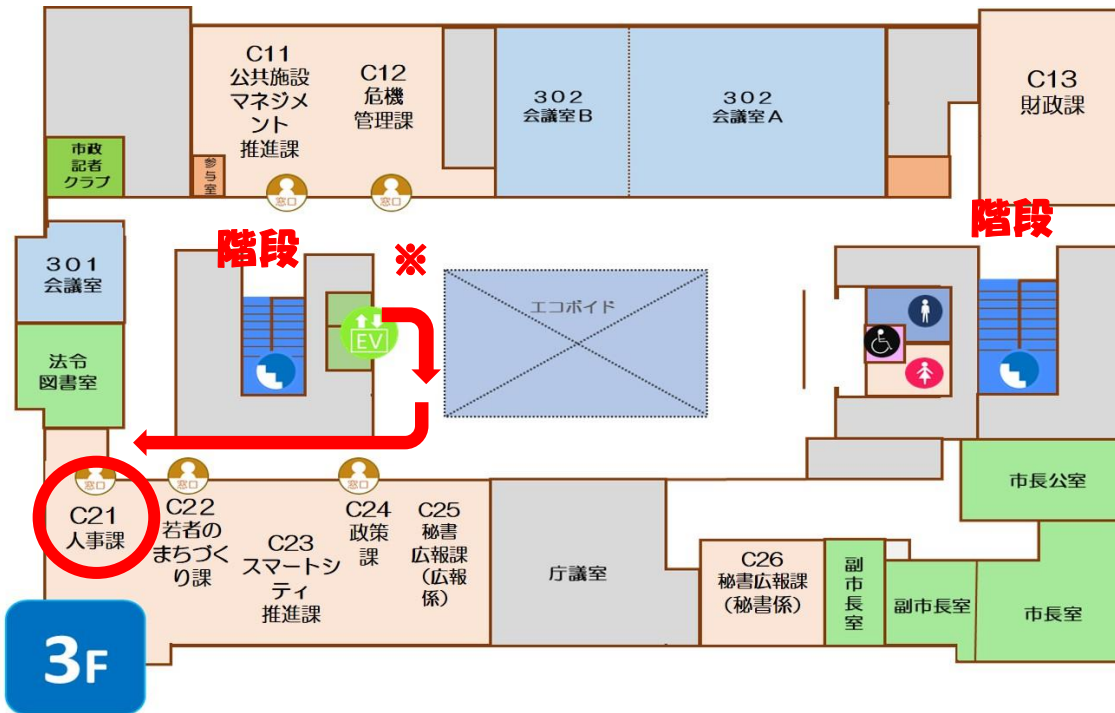 C11
公共施設
マネジメ
ント
推進課
C12
危機
管理課
302
会議室B
302
会議室A
C13
財政課
市政
記者
クラブ
参
与
室
窓口
窓口
階段
※
階段
301
会議室
エコボイド
EV
法令
図書室
窓口
窓口
窓口
C21
人事課
C22
若者の
まちづく
り課
C23
スマートシ
ティ
推進課
C24
政策
課
C25
秘書
広報課
(広報
係)
庁議室
C26
秘書広報課
(秘書係)
副
市
長
室
副市長室
市長公室
市長室
3F